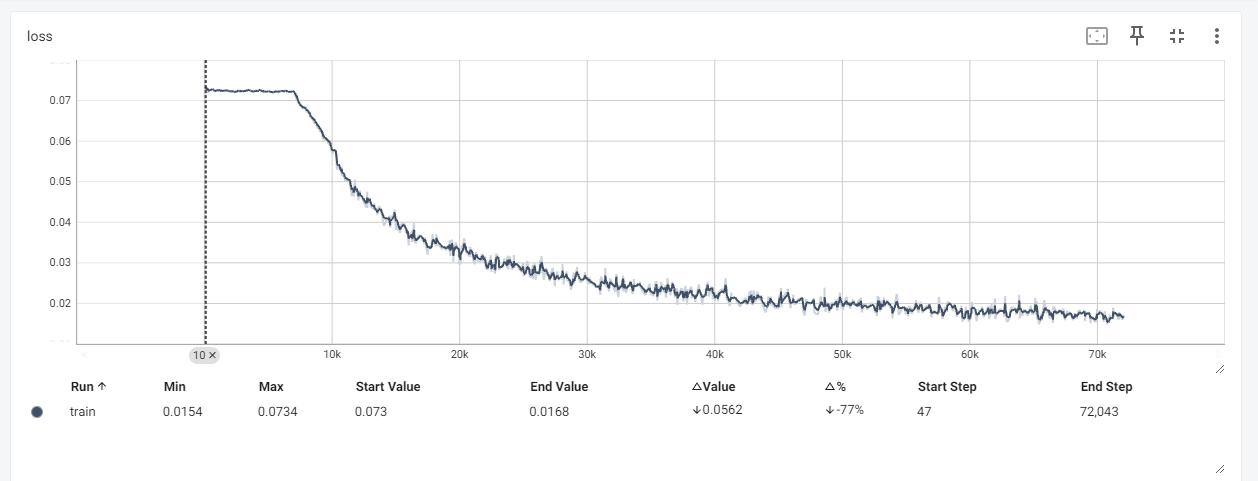 loss
0.07
0.06
0.05
0.04
0.03
0.02
10 ✕ 10k 20k 30k 40k 50k 60k 70k
Run ↑ Min Max Start Value End Value △Value △% Start Step End Step
train 0.0154 0.0734 0.073 0.0168 ↓0.0562 ↓-77% 47 72,043